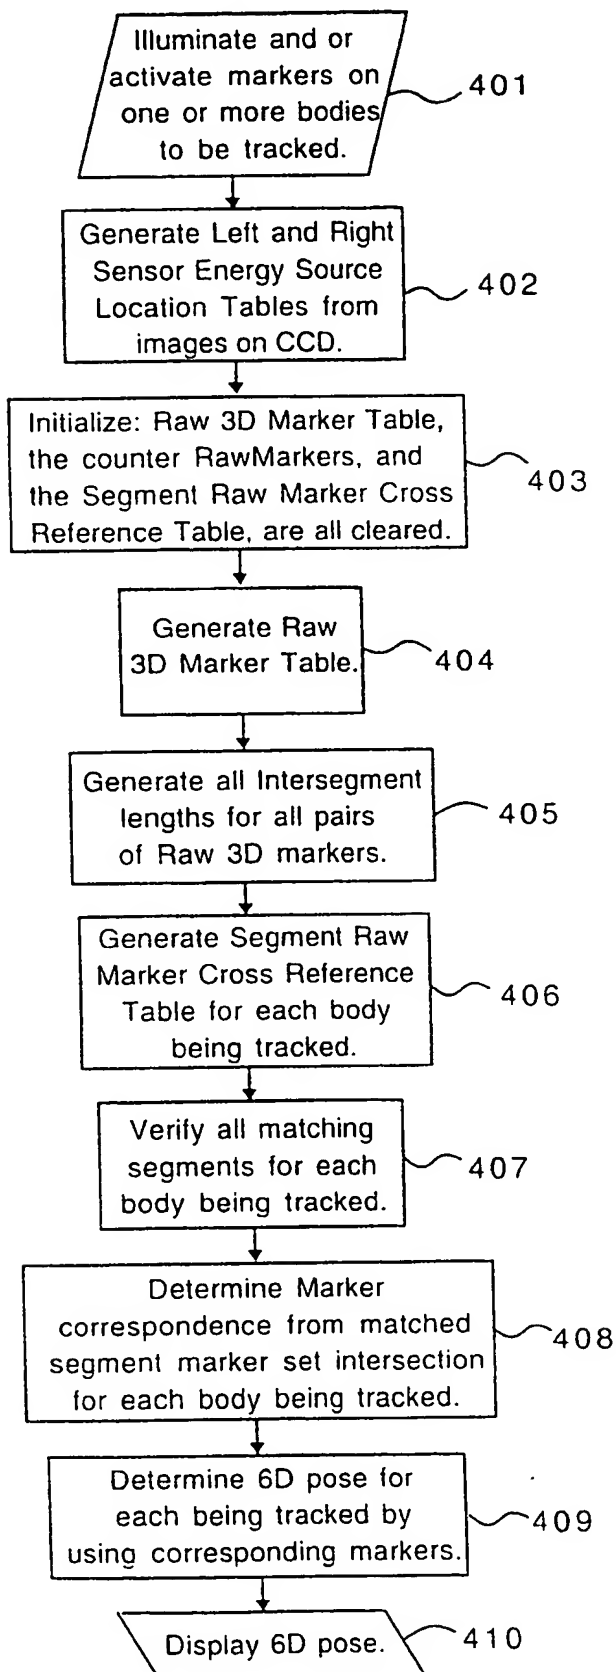 Illuminate and or
activate markers on
one or more bodies
to be tracked.
401
Generate Left and Right
Sensor Energy Source
Location Tables from
images on CCD.
402
Initialize: Raw 3D Marker Table,
the counter RawMarkers, and
the Segment Raw Marker Cross
Reference Table, are all cleared.
403
Generate Raw
3D Marker Table.
404
Generate all Intersegment
lengths for all pairs
of Raw 3D markers.
405
Generate Segment Raw
Marker Cross Reference
Table for each body
being tracked.
406
Verify all matching
segments for each
body being tracked.
407
Determine Marker
correspondence from matched
segment marker set intersection
for each body being tracked.
408
Determine 6D pose for
each being tracked by
using corresponding markers.
409
Display 6D pose.
410